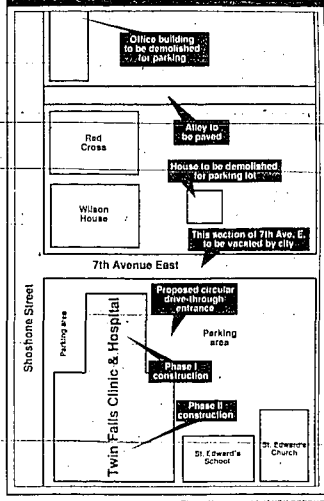 Office building
to be demolished
for parking
Alley to
be paved
Red
Cross
House to be demolished
for parking lot
Wilson
House
This section of 7th Ave. E.
to be vacated by city
7th Avenue East
Shoshone Street
Parking area
Twin Falls Clinic & Hospital
Proposed circular
drive-through
entrance
Parking
area
Phase I
construction
Phase II
construction
St. Edward's
School
St. Edward's
Church